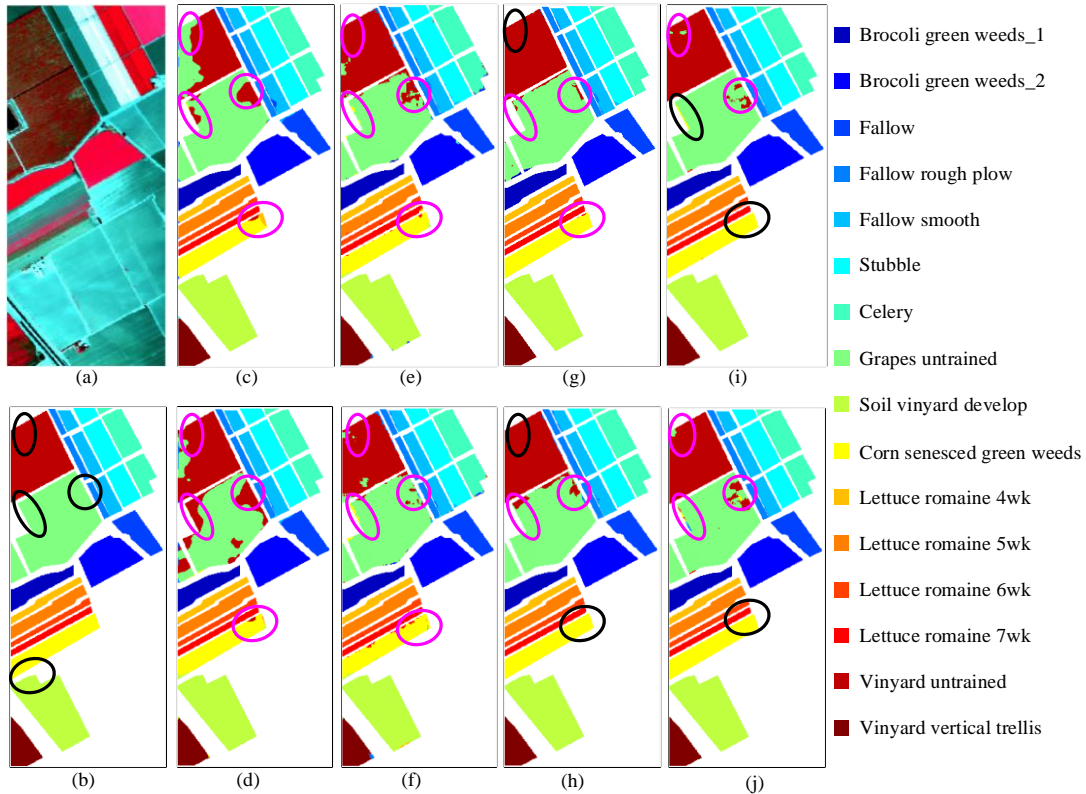 (a)
(c)
(e)
(g)
(i)
(b)
(d)
(f)
(h)
(j)
Brocoli green weeds_1
Brocoli green weeds_2
Fallow
Fallow rough plow
Fallow smooth
Stubble
Celery
Grapes untrained
Soil vinyard develop
Corn senesced green weeds
Lettuce romaine 4wk
Lettuce romaine 5wk
Lettuce romaine 6wk
Lettuce romaine 7wk
Vinyard untrained
Vinyard vertical trellis